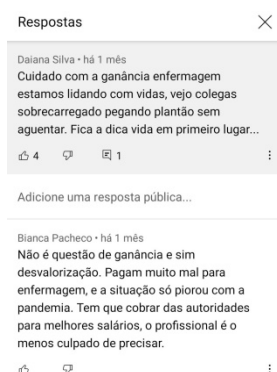 Respostas
Daiana Silva • há 1 mês
Cuidado com a ganância enfermagem
estamos lidando com vidas, vejo colegas
sobrecarregado pegando plantão sem
aguentar. Fica a dica vida em primeiro lugar...
4 1
Adicione uma resposta pública...
Bianca Pacheco • há 1 mês
Não é questão de ganância e sim
desvalorização. Pagam muito mal para
enfermagem, e a situação só piorou com a
pandemia. Tem que cobrar das autoridades
para melhores salários, o profissional é o
menos culpado de precisar.